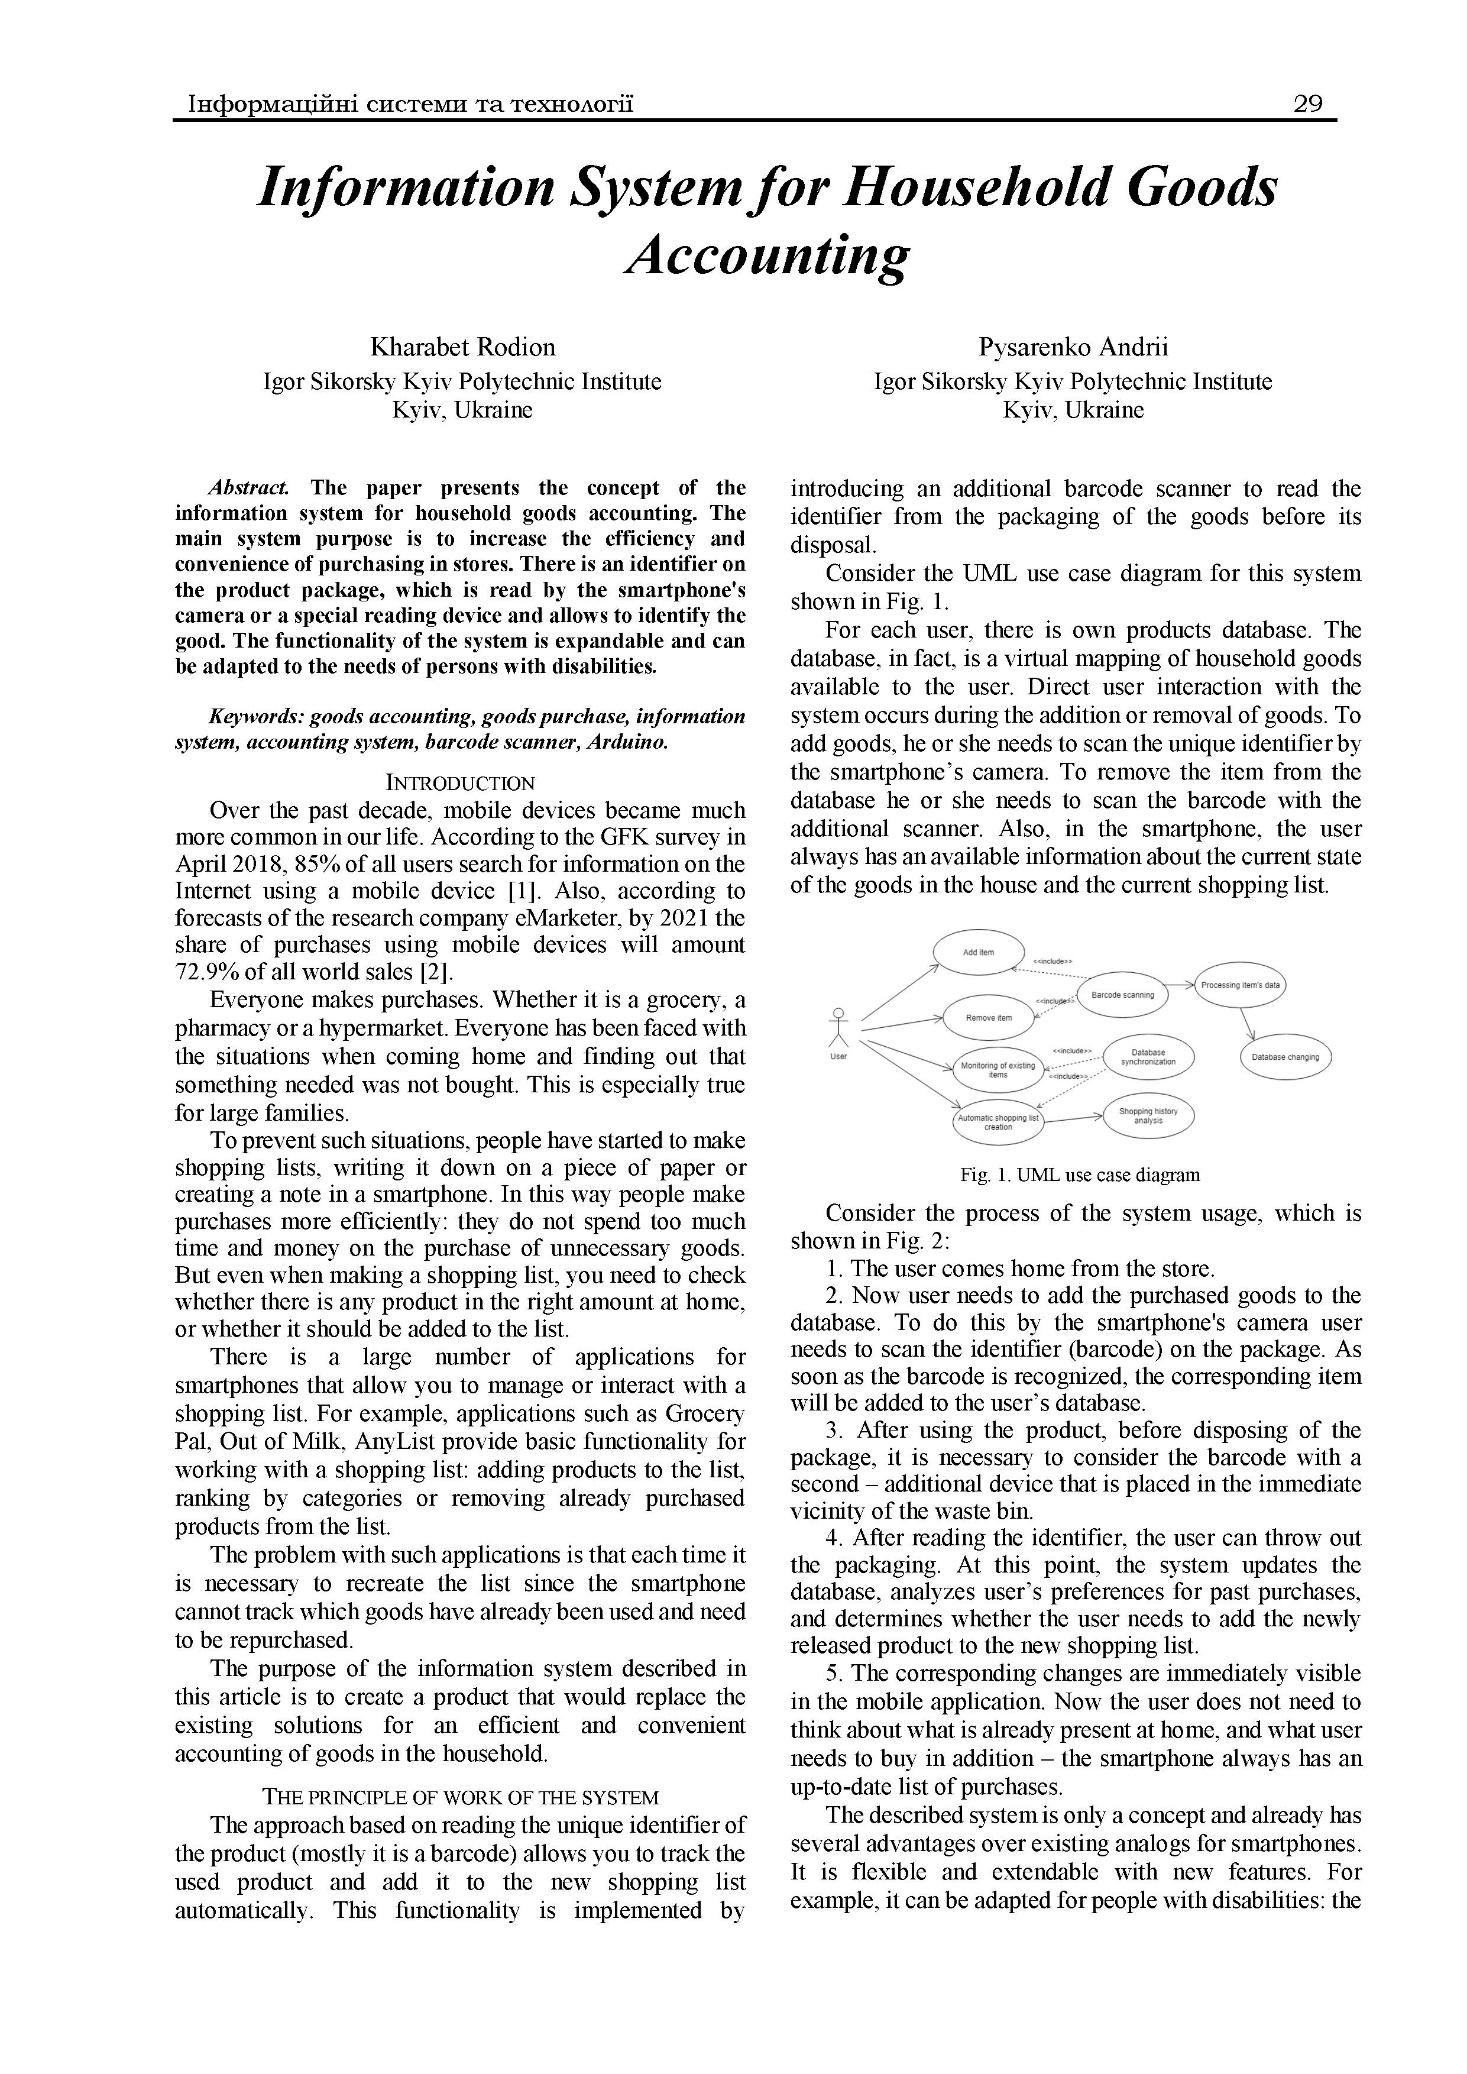 Інформаційні системи та технології 29
Information System for Household Goods
Accounting
Kharabet Rodion
Igor Sikorsky Kyiv Polytechnic Institute
Kyiv, Ukraine
Pysarenko Andrii
Igor Sikorsky Kyiv Polytechnic Institute
Kyiv, Ukraine
Abstract. The paper presents the concept of the
information system for household goods accounting. The
main system purpose is to increase the efficiency and
convenience of purchasing in stores. There is an identifier on
the product package, which is read by the smartphone's
camera or a special reading device and allows to identify the
good. The functionality of the system is expandable and can
be adapted to the needs of persons with disabilities.
Keywords: goods accounting, goods purchase, information
system, accounting system, barcode scanner, Arduino.
INTRODUCTION
Over the past decade, mobile devices became much
more common in our life. According to the GFK survey in
April 2018, 85% of all users search for information on the
Internet using a mobile device [1]. Also, according to
forecasts of the research company eMarketer, by 2021 the
share of purchases using mobile devices will amount
72.9% of all world sales [2].
Everyone makes purchases. Whether it is a grocery, a
pharmacy or a hypermarket. Everyone has been faced with
the situations when coming home and finding out that
something needed was not bought. This is especially true
for large families.
To prevent such situations, people have started to make
shopping lists, writing it down on a piece of paper or
creating a note in a smartphone. In this way people make
purchases more efficiently: they do not spend too much
time and money on the purchase of unnecessary goods.
But even when making a shopping list, you need to check
whether there is any product in the right amount at home,
or whether it should be added to the list.
There is a large number of applications for
smartphones that allow you to manage or interact with a
shopping list. For example, applications such as Grocery
Pal, Out of Milk, AnyList provide basic functionality for
working with a shopping list: adding products to the list,
ranking by categories or removing already purchased
products from the list.
The problem with such applications is that each time it
is necessary to recreate the list since the smartphone
cannot track which goods have already been used and need
to be repurchased.
The purpose of the information system described in
this article is to create a product that would replace the
existing solutions for an efficient and convenient
accounting of goods in the household.
THE PRINCIPLE OF WORK OF THE SYSTEM
The approach based on reading the unique identifier of
the product (mostly it is a barcode) allows you to track the
used product and add it to the new shopping list
automatically. This functionality is implemented by
introducing an additional barcode scanner to read the
identifier from the packaging of the goods before its
disposal.
Consider the UML use case diagram for this system
shown in Fig. 1.
For each user, there is own products database. The
database, in fact, is a virtual mapping of household goods
available to the user. Direct user interaction with the
system occurs during the addition or removal of goods. To
add goods, he or she needs to scan the unique identifier by
the smartphone’s camera. To remove the item from the
database he or she needs to scan the barcode with the
additional scanner. Also, in the smartphone, the user
always has an available information about the current state
of the goods in the house and the current shopping list.
Add item
<<include>>
Processing item's data
Barcode scanning
<<include>>
Remove item
User
<<include>>
Database
synchronization
Database changing
Monitoring of existing
items
<<include>>
Shopping history
analysis
Automatic shopping list
creation
Fig. 1. UML use case diagram
Consider the process of the system usage, which is
shown in Fig. 2:
1. The user comes home from the store.
2. Now user needs to add the purchased goods to the
database. To do this by the smartphone's camera user
needs to scan the identifier (barcode) on the package. As
soon as the barcode is recognized, the corresponding item
will be added to the user’s database.
3. After using the product, before disposing of the
package, it is necessary to consider the barcode with a
second – additional device that is placed in the immediate
vicinity of the waste bin.
4. After reading the identifier, the user can throw out
the packaging. At this point, the system updates the
database, analyzes user’s preferences for past purchases,
and determines whether the user needs to add the newly
released product to the new shopping list.
5. The corresponding changes are immediately visible
in the mobile application. Now the user does not need to
think about what is already present at home, and what user
needs to buy in addition – the smartphone always has an
up-to-date list of purchases.
The described system is only a concept and already has
several advantages over existing analogs for smartphones.
It is flexible and extendable with new features. For
example, it can be adapted for people with disabilities: the